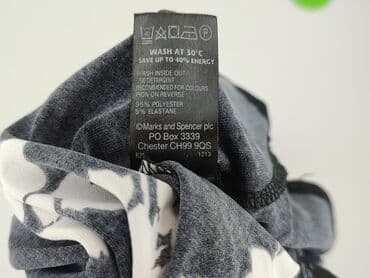 WASH AT 30°C
SAVE UP TO 40% ENERGY
WASH INSIDE OUT
USE DETERGENT
RECOMMENDED FOR COLOURS
IRON ON REVERSE
95% POLYESTER
5% ELASTANE
©Marks and Spencer plc
PO Box 3339
Chester CH99 9QS
1213